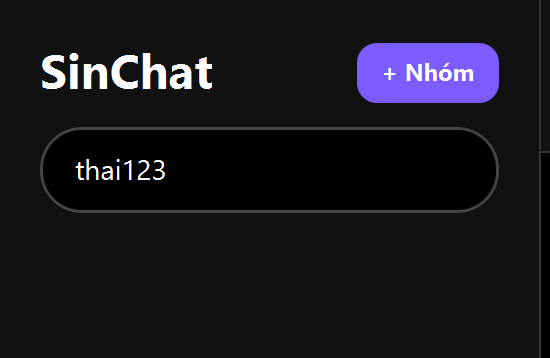 SinChat
+ Nhóm
thai123